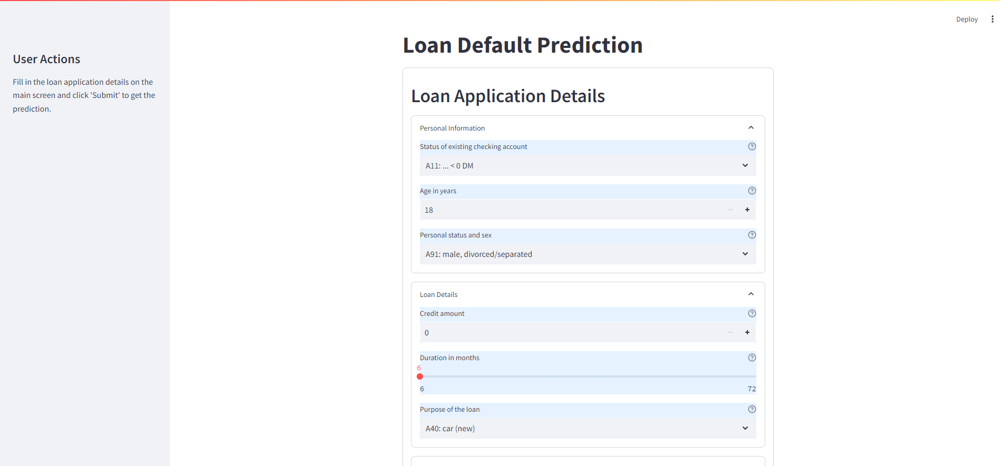 Deploy
User Actions
Fill in the loan application details on the
main screen and click 'Submit' to get the
prediction.
Loan Default Prediction
Loan Application Details
Personal Information
Status of existing checking account
A11: ... < 0 DM
Age in years
18
Personal status and sex
A91: male, divorced/separated
Loan Details
Credit amount
0
Duration in months
6
6 72
Purpose of the loan
A40: car (new)